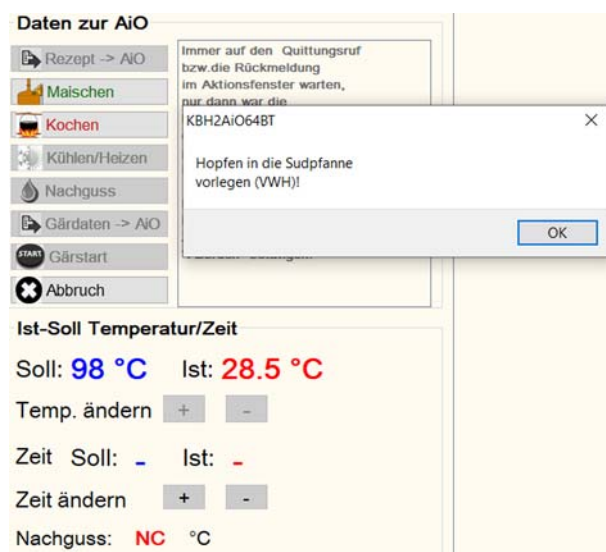 Daten zur AiO
Rezept -> AiO
Maischen
Kochen
Kühlen/Heizen
Nachguss
Gärdaten -> AiO
START Gärstart
Abbruch
Immer auf den Quittungsruf
bzw.die Rückmeldung
im Aktionsfenster warten,
nur dann war die
KBH2AiO64BT
Hopfen in die Sudpfanne
vorlegen (VWH)!
OK
Ist-Soll Temperatur/Zeit
Soll: 98 °C Ist: 28.5 °C
Temp. ändern + -
Zeit Soll: - Ist: -
Zeit ändern + -
Nachguss: NC °C